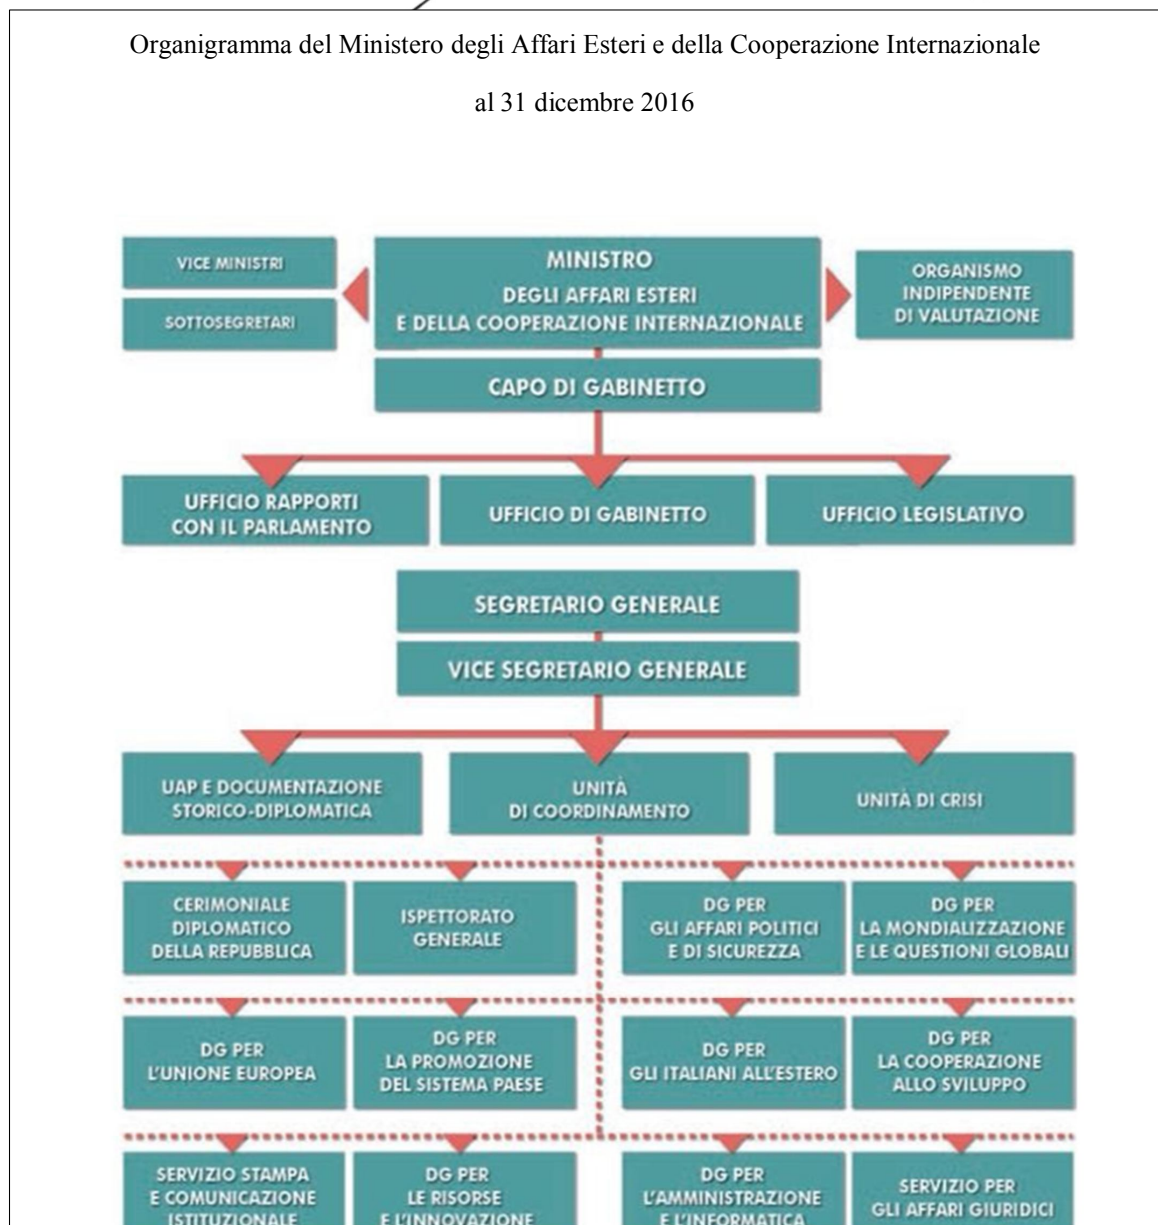 Organigramma del Ministero degli Affari Esteri e della Cooperazione Internazionale
al 31 dicembre 2016
VICE MINISTRI
SOTTOSEGRETARI
MINISTRO
DEGLI AFFARI ESTERI
E DELLA COOPERAZIONE INTERNAZIONALE
ORGANISMO
INDIPENDENTE
DI VALUTAZIONE
CAPO DI GABINETTO
UFFICIO RAPPORTI
CON IL PARLAMENTO
UFFICIO DI GABINETTO
UFFICIO LEGISLATIVO
SEGRETARIO GENERALE
VICE SEGRETARIO GENERALE
UAP E DOCUMENTAZIONE
STORICO-DIPLOMATICA
UNITÀ
DI COORDINAMENTO
UNITÀ DI CRISI
CERIMONIALE
DIPLOMATICO
DELLA REPUBBLICA
ISPETTORATO
GENERALE
DG PER
GLI AFFARI POLITICI
E DI SICUREZZA
DG PER
LA MONDIALIZZAZIONE
E LE QUESTIONI GLOBALI
DG PER
L'UNIONE EUROPEA
DG PER
LA PROMOZIONE
DEL SISTEMA PAESE
DG PER
GLI ITALIANI ALL'ESTERO
DG PER
LA COOPERAZIONE
ALLO SVILUPPO
SERVIZIO STAMPA
E COMUNICAZIONE
ISTITUZIONALE
DG PER
LE RISORSE
E L'INNOVAZIONE
DG PER
L'AMMINISTRAZIONE
E L'INFORMATICA
SERVIZIO PER
GLI AFFARI GIURIDICI